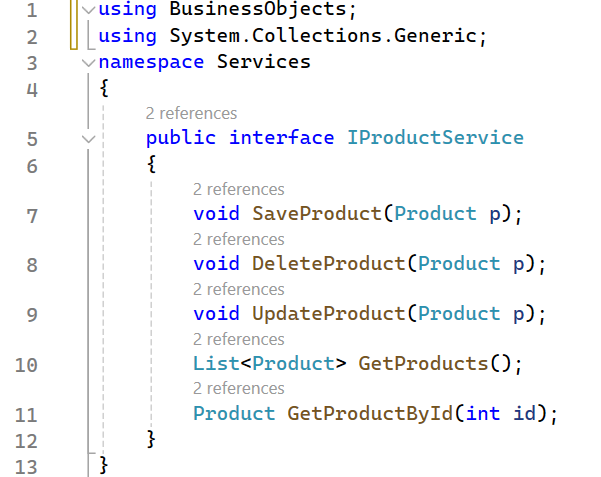 1 using BusinessObjects;
2 using System.Collections.Generic;
3 namespace Services
4 {
2 references
5 public interface IProductService
6 {
2 references
7 void SaveProduct(Product p);
2 references
8 void DeleteProduct(Product p);
2 references
9 void UpdateProduct(Product p);
2 references
10 List<Product> GetProducts();
2 references
11 Product GetProductById(int id);
12 }
13 }